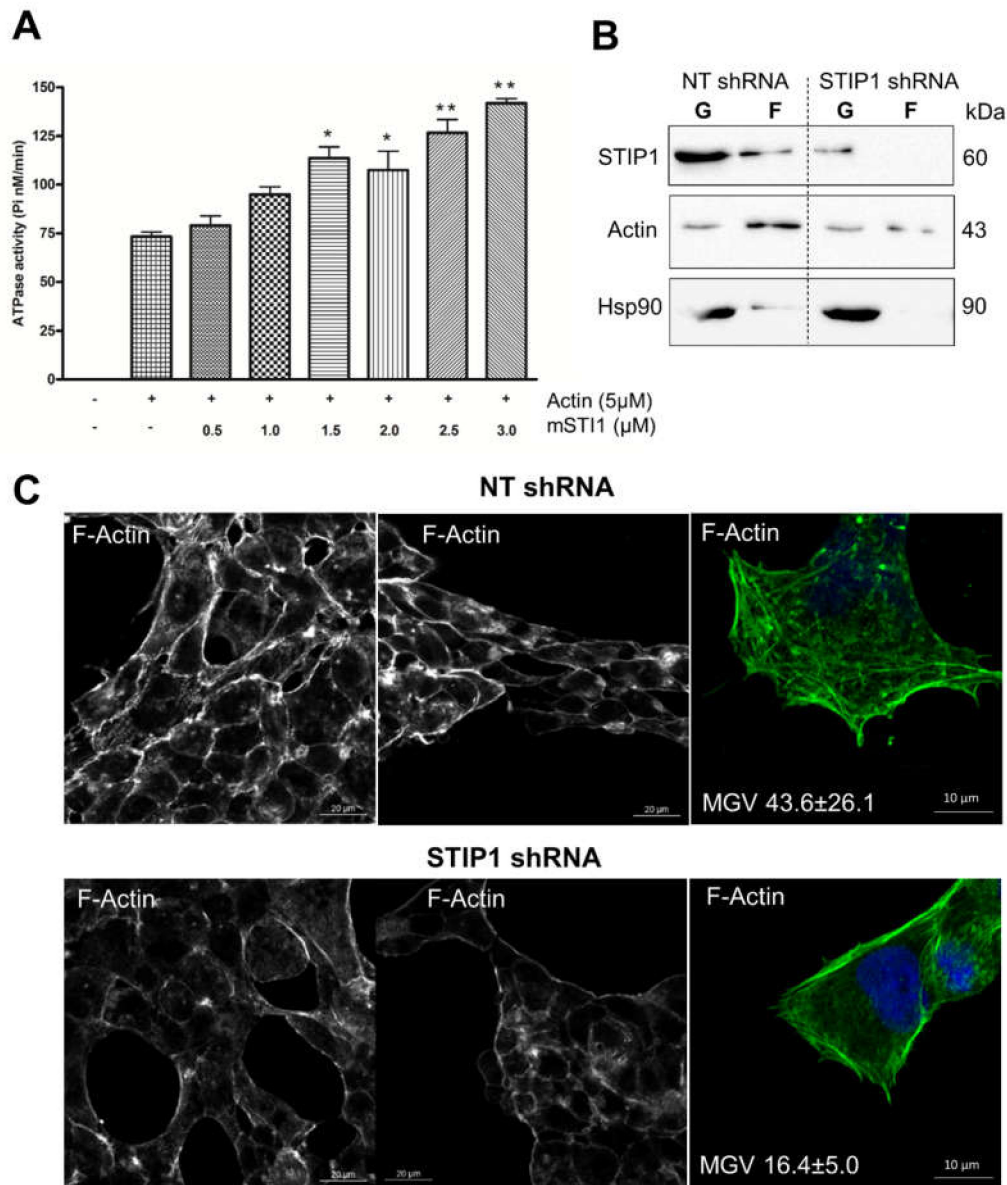 A
ATPase activity (Pi nM/min)
150
125
100
75
50
25
0
* * ** **
- + + + + + + + Actin (5µM)
- - 0.5 1.0 1.5 2.0 2.5 3.0 mSTI1 (µM)
B
NT shRNA STIP1 shRNA
G F G F kDa
STIP1 60
Actin 43
Hsp90 90
C
NT shRNA
F-Actin F-Actin F-Actin
MGV 43.6±26.1
20 µm 20 µm 10 µm
STIP1 shRNA
F-Actin F-Actin F-Actin
MGV 16.4±5.0
20 µm 20 µm 10 µm